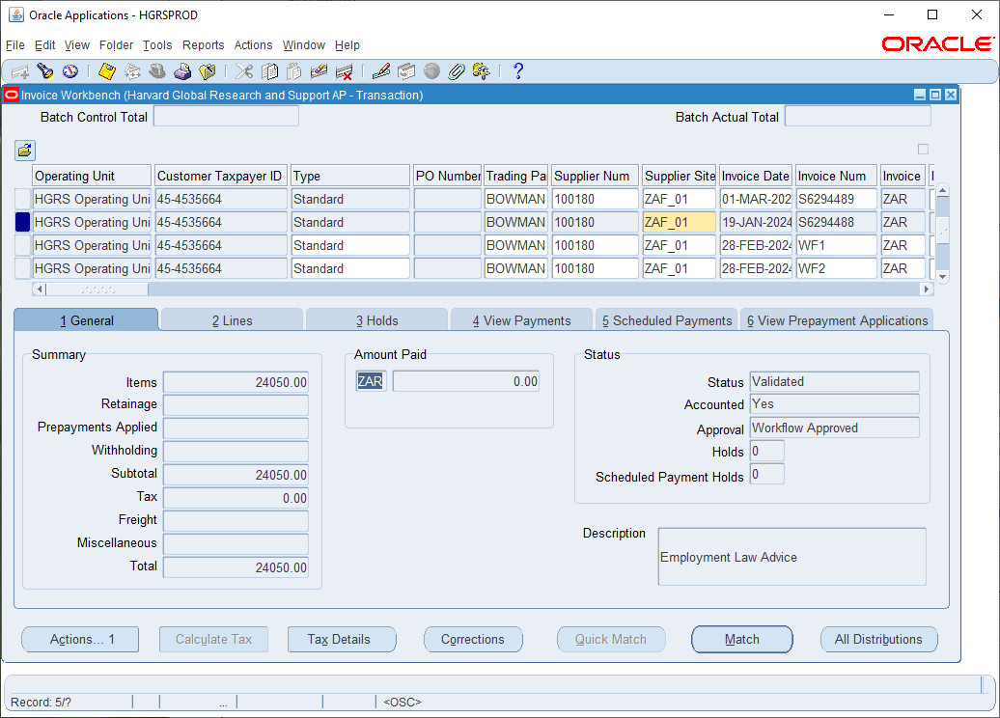 Oracle Applications - HGRSPROD
File Edit View Folder Tools Reports Actions Window Help
ORACLE
Invoice Workbench (Harvard Global Research and Support AP - Transaction)
Batch Control Total Batch Actual Total
Operating Unit Customer Taxpayer ID Type PO Number Trading Pa Supplier Num Supplier Site Invoice Date Invoice Num Invoice
HGRS Operating Uni 45-4535664 Standard BOWMAN 100180 ZAF_01 01-MAR-202 S6294489 ZAR
HGRS Operating Uni 45-4535664 Standard BOWMAN 100180 ZAF_01 19-JAN-2024 S6294488 ZAR
HGRS Operating Uni 45-4535664 Standard BOWMAN 100180 ZAF_01 28-FEB-2024 WF1 ZAR
HGRS Operating Uni 45-4535664 Standard BOWMAN 100180 ZAF_01 28-FEB-2024 WF2 ZAR
1 General 2 Lines 3 Holds 4 View Payments 5 Scheduled Payments 6 View Prepayment Applications
Summary Amount Paid Status
Items 24050.00 ZAR 0.00 Status Validated
Retainage Accounted Yes
Prepayments Applied Approval Workflow Approved
Withholding Holds 0
Subtotal 24050.00 Scheduled Payment Holds 0
Tax 0.00
Freight
Miscellaneous Description Employment Law Advice
Total 24050.00
Actions... 1 Calculate Tax Tax Details Corrections Quick Match Match All Distributions
Record: 5/? ... <OSC>